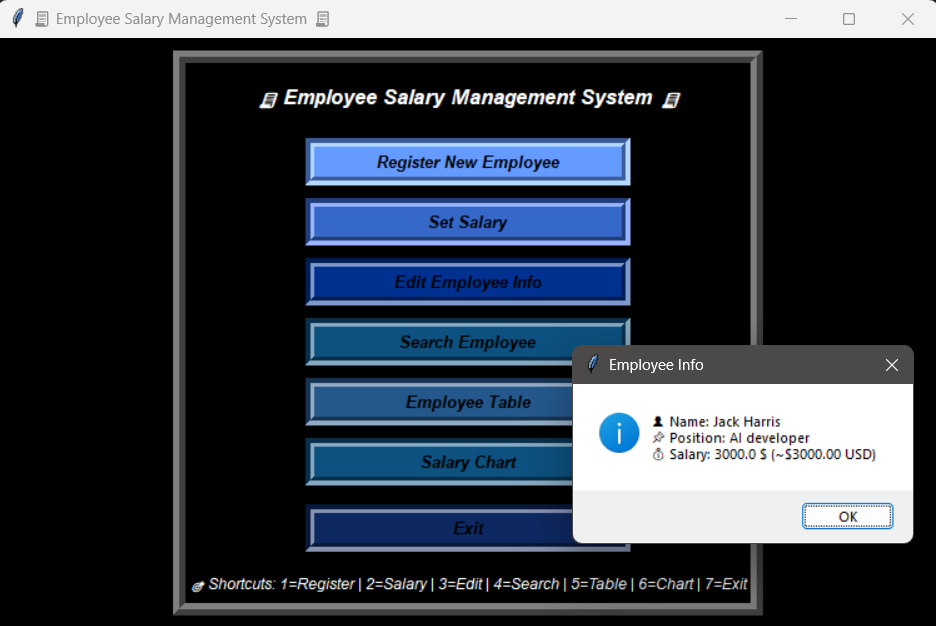 Employee Salary Management System
Employee Salary Management System
Register New Employee
Set Salary
Edit Employee Info
Search Employee
Employee Table
Salary Chart
Exit
Shortcuts: 1=Register | 2=Salary | 3=Edit | 4=Search | 5=Table | 6=Chart | 7=Exit
Employee Info
Name: Jack Harris
Position: AI developer
Salary: 3000.0 $ (~$3000.00 USD)
OK